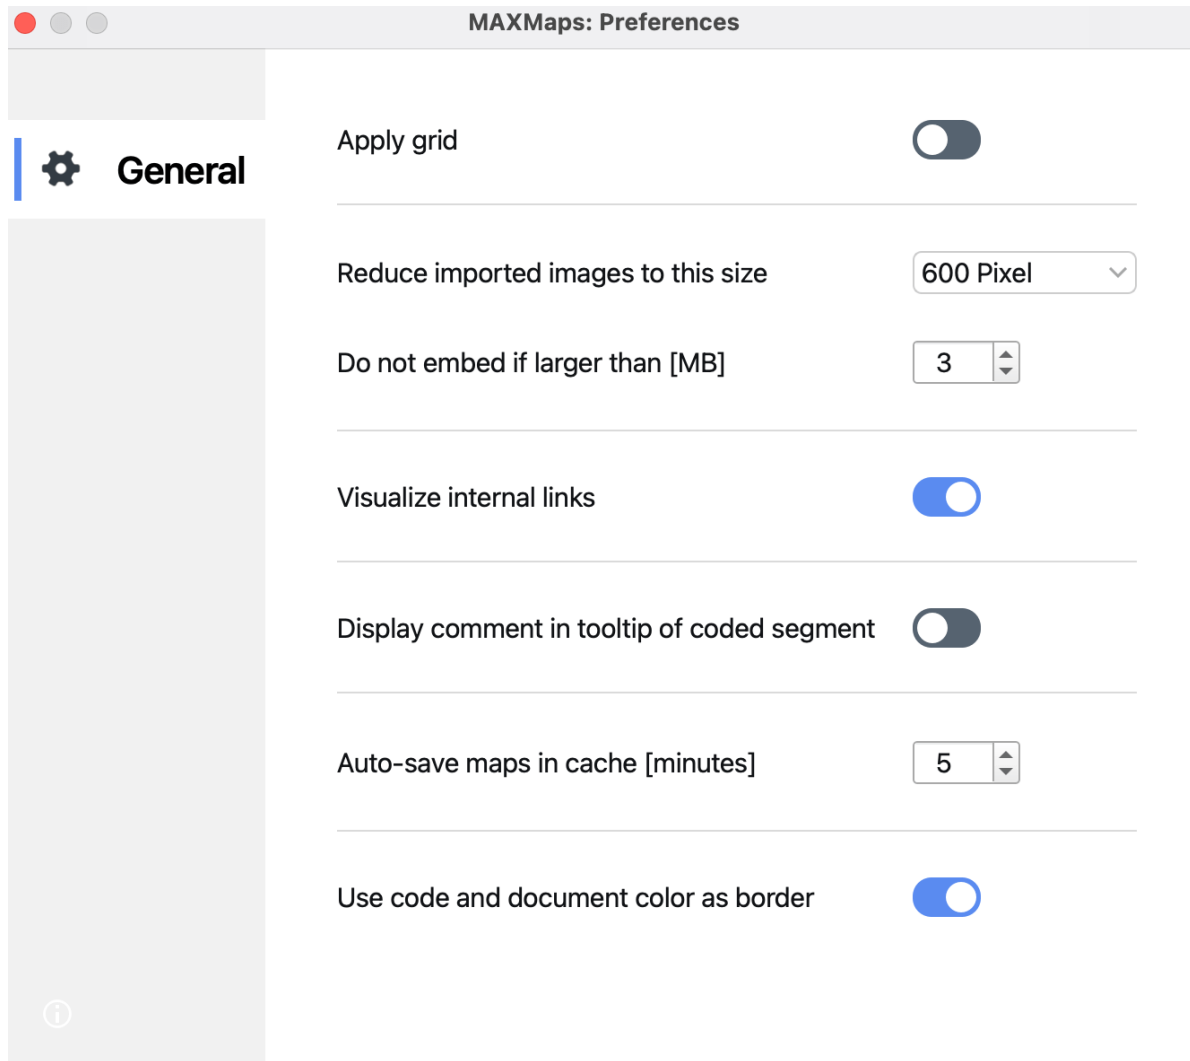 MAXMaps: Preferences
General
Apply grid
Reduce imported images to this size
600 Pixel
Do not embed if larger than [MB]
3
Visualize internal links
Display comment in tooltip of coded segment
Auto-save maps in cache [minutes]
5
Use code and document color as border